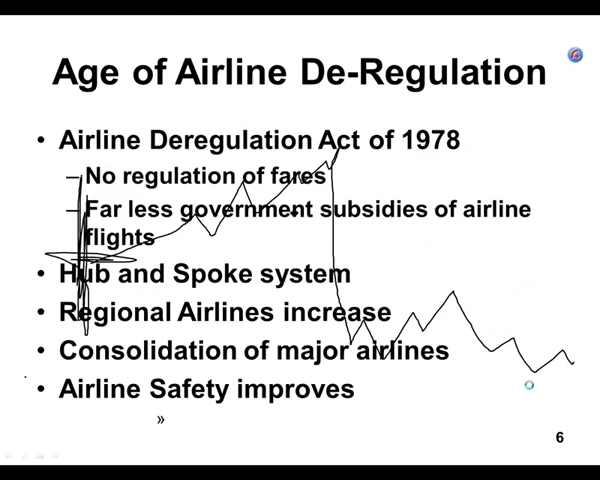 Age of Airline De-Regulation
• Airline Deregulation Act of 1978
– No regulation of fares
– Far less government subsidies of airline
flights
• Hub and Spoke system
• Regional Airlines increase
• Consolidation of major airlines
• Airline Safety improves
»
6